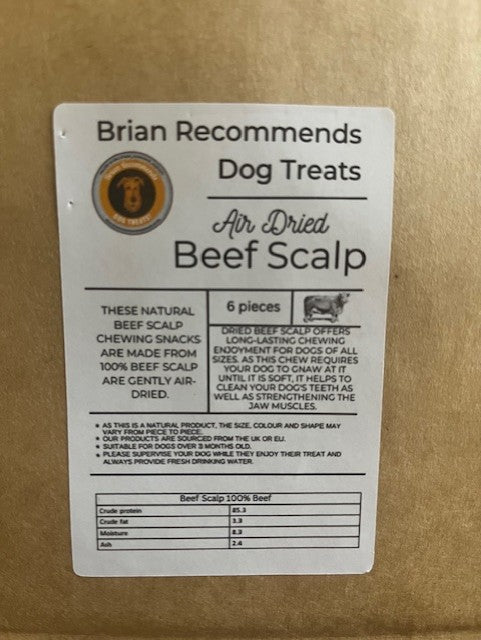 Brian Recommends
Dog Treats
Brian Recommends
DOG TREATS
Air Dried
Beef Scalp
THESE NATURAL
BEEF SCALP
CHEWING SNACKS
ARE MADE FROM
100% BEEF SCALP
ARE GENTLY AIR-
DRIED.
6 pieces
DRIED BEEF SCALP OFFERS
LONG-LASTING CHEWING
ENJOYMENT FOR DOGS OF ALL
SIZES. AS THIS CHEW REQUIRES
YOUR DOG TO GNAW AT IT
UNTIL IT IS SOFT, IT HELPS TO
CLEAN YOUR DOG'S TEETH AS
WELL AS STRENGTHENING THE
JAW MUSCLES.
• AS THIS IS A NATURAL PRODUCT, THE SIZE, COLOUR AND SHAPE MAY
VARY FROM PIECE TO PIECE.
• OUR PRODUCTS ARE SOURCED FROM THE UK OR EU.
• SUITABLE FOR DOGS OVER 3 MONTHS OLD.
• PLEASE SUPERVISE YOUR DOG WHILE THEY ENJOY THEIR TREAT AND
ALWAYS PROVIDE FRESH DRINKING WATER.
Beef Scalp 100% Beef
Crude protein 85.3
Crude fat 3.3
Moisture 8.3
Ash 2.4